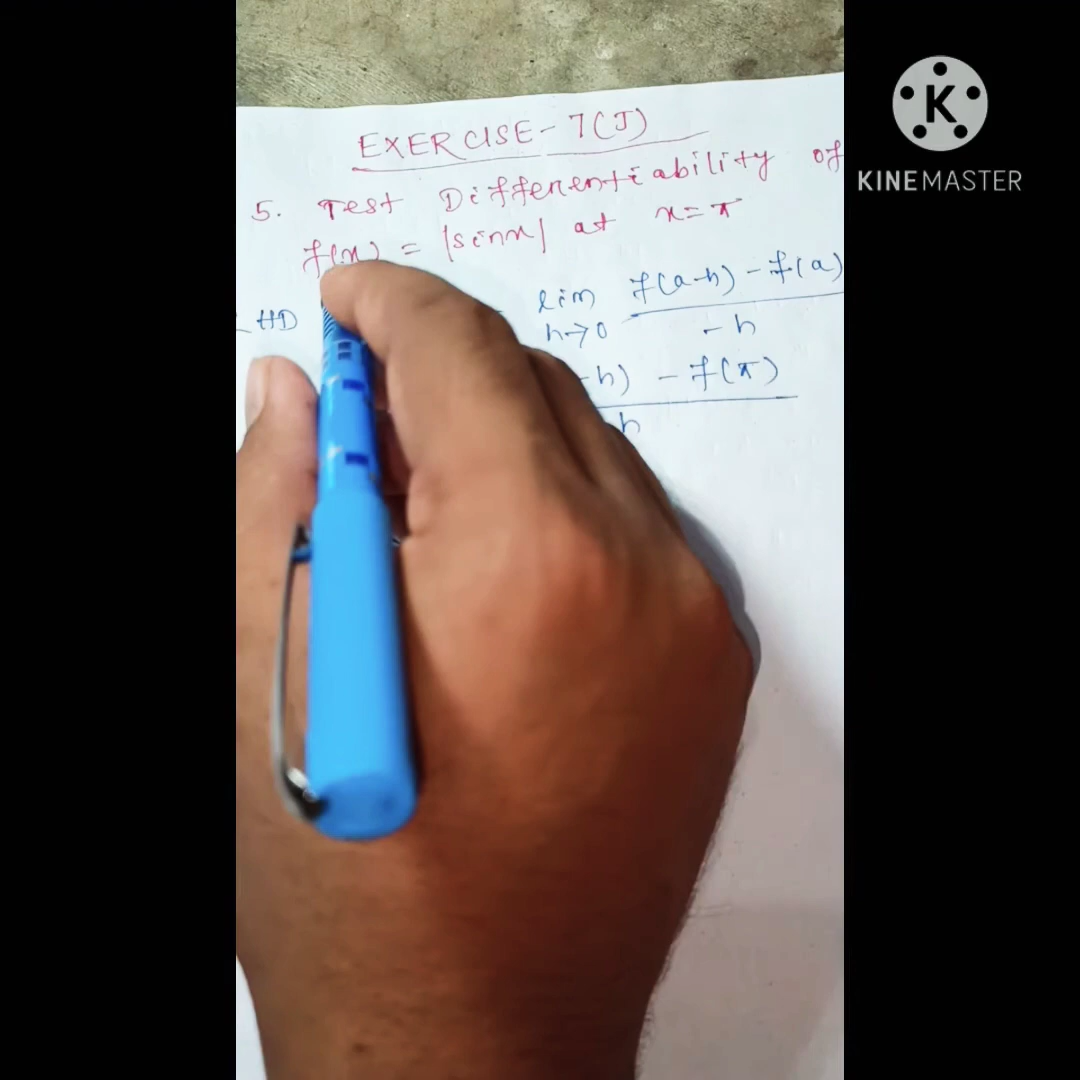 EXERCISE - 7(J)
5. Test Differentiability of
f(x) = |sinx| at x=π
LHD lim f(a-h) - f(a)
h→0 -h
-h) - f(π)
h
K
KINEMASTER